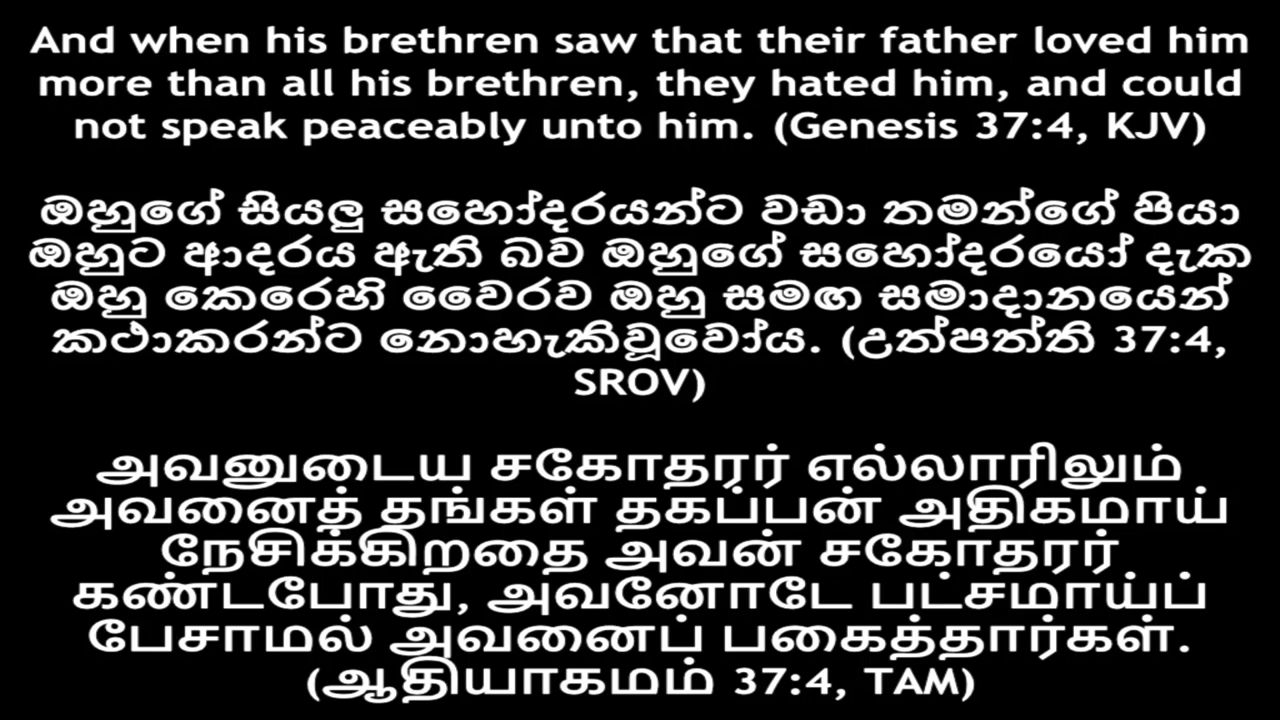 And when his brethren saw that their father loved him
more than all his brethren, they hated him, and could
not speak peaceably unto him. (Genesis 37:4, KJV)
ඔහුගේ සියලු සහෝදරයන්ට වඩා තමන්ගේ පියා
ඔහුට ආදරය ඇති බව ඔහුගේ සහෝදරයෝ දැක
ඔහු කෙරෙහි වෛරව ඔහු සමඟ සමාදානයෙන්
කථාකරන්ට නොහැකිවූවෝය. (උත්පත්ති 37:4,
SROV)
அவனுடைய சகோதரர் எல்லாரிலும்
அவனைத் தங்கள் தகப்பன் அதிகமாய்
நேசிக்கிறதை அவன் சகோதரர்
கண்டபோது, அவனோடே பட்சமாய்ப்
பேசாமல் அவனைப் பகைத்தார்கள்.
(ஆதியாகமம் 37:4, TAM)